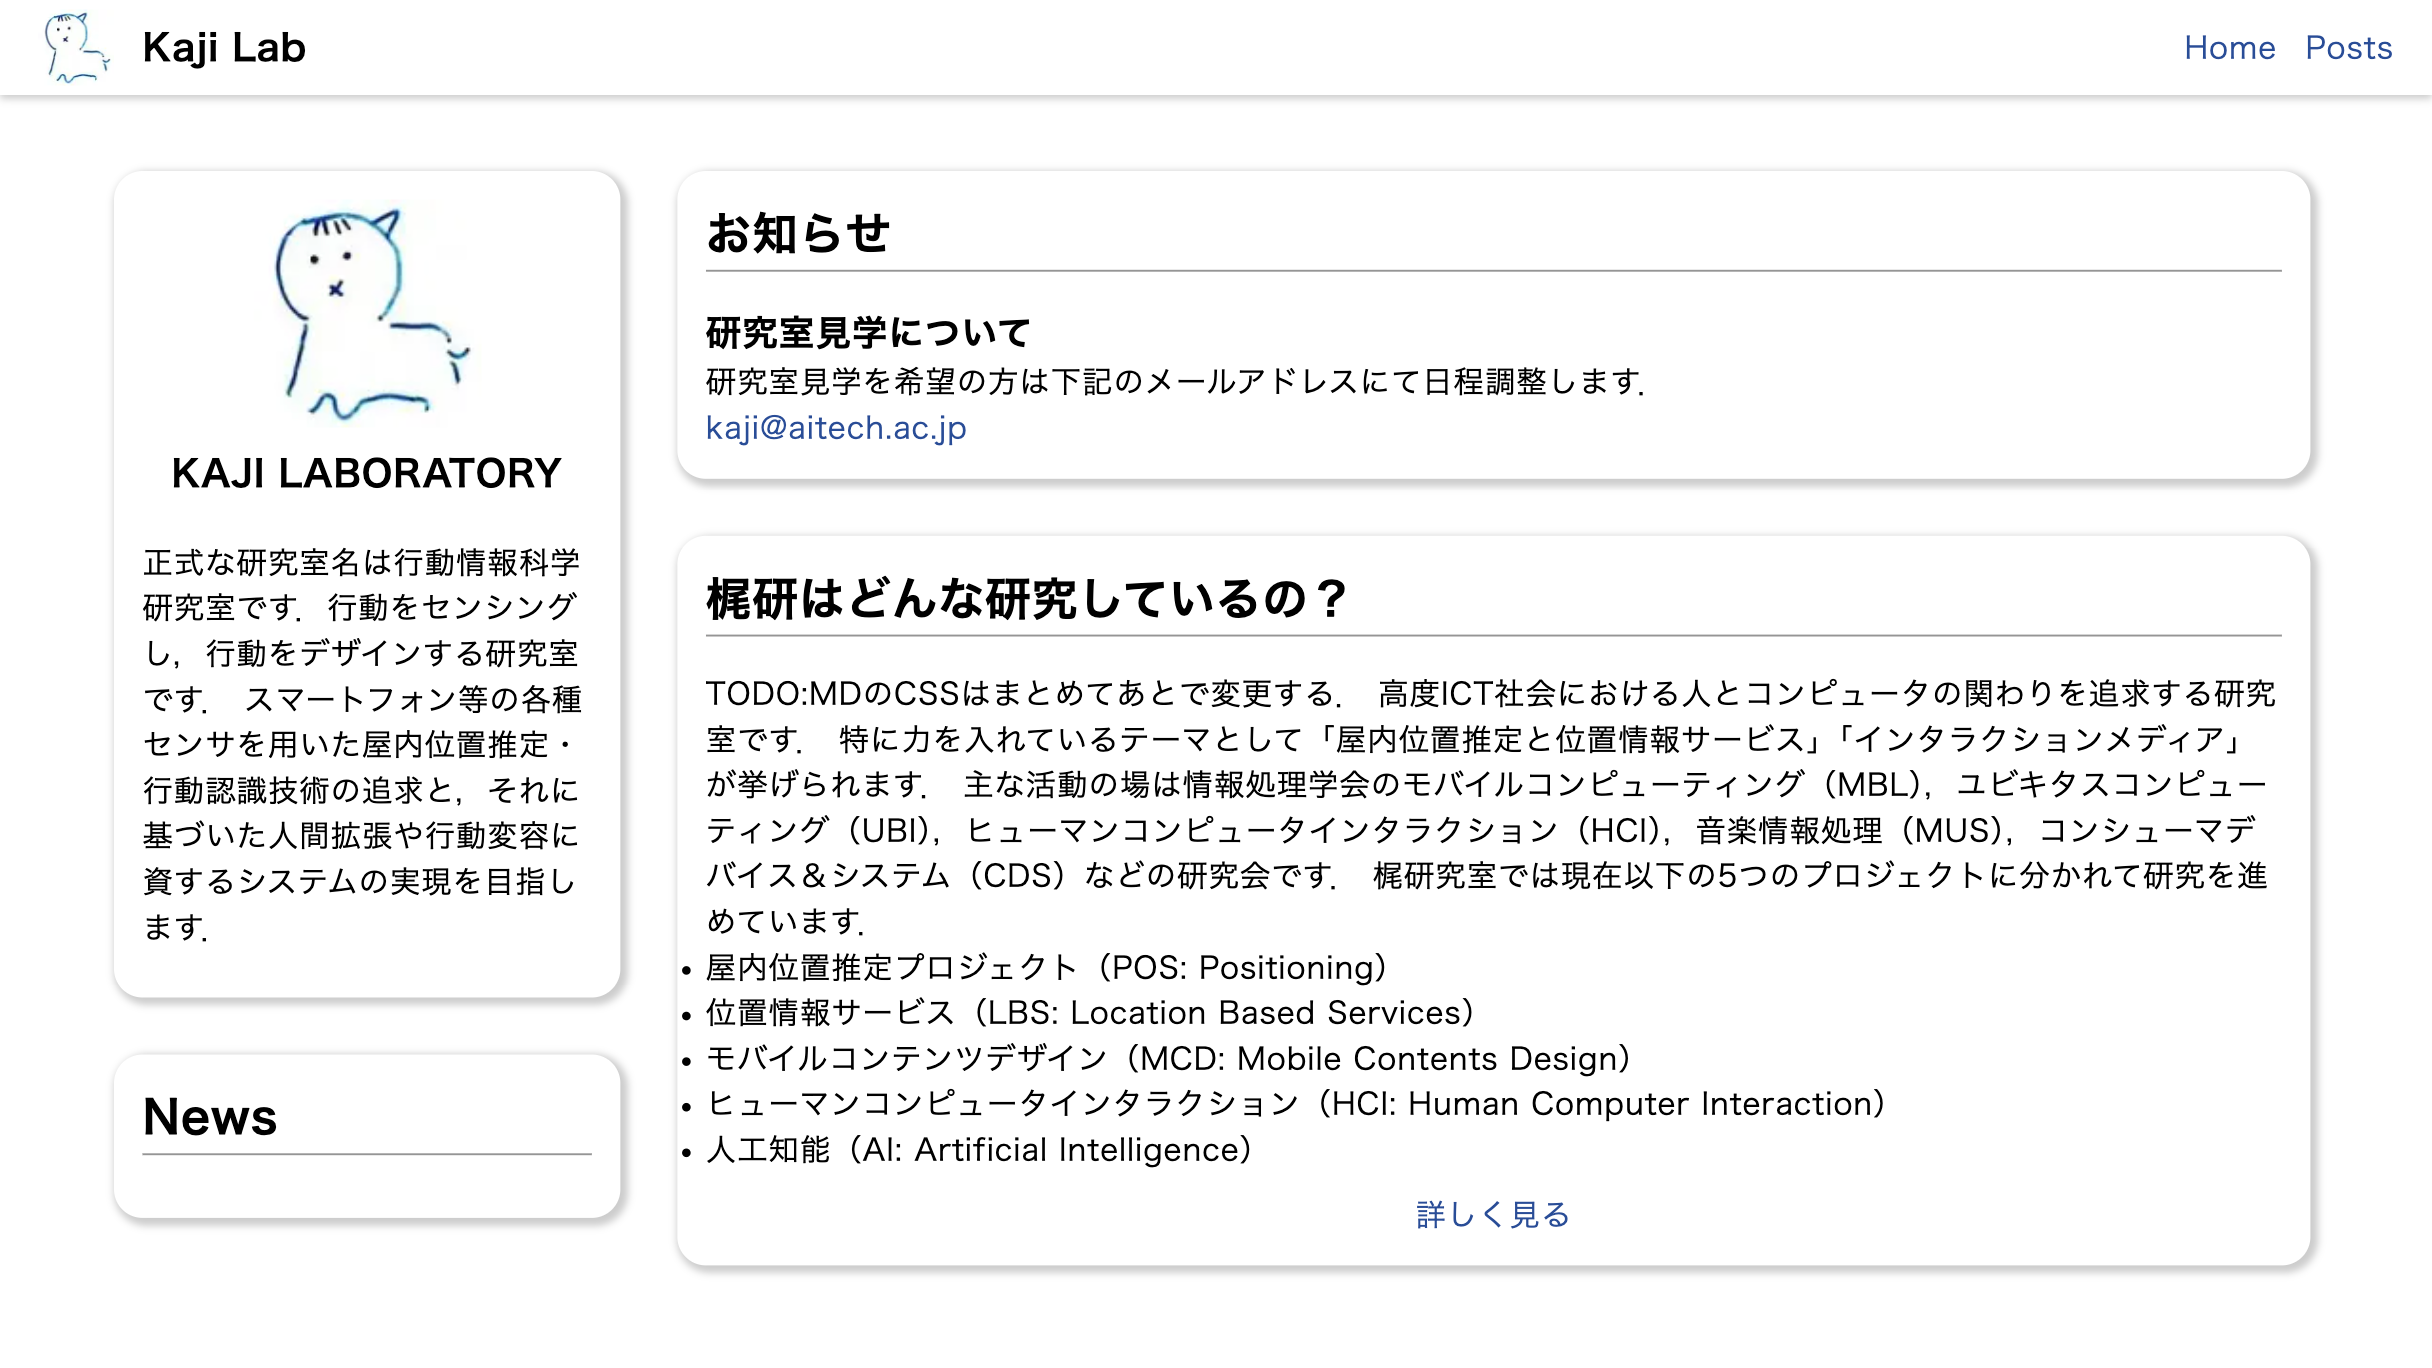 Kaji Lab
Home Posts
KAJI LABORATORY
正式な研究室名は行動情報科学
研究室です．行動をセンシング
し，行動をデザインする研究室
です．　スマートフォン等の各種
センサを用いた屋内位置推定・
行動認識技術の追求と，それに
基づいた人間拡張や行動変容に
資するシステムの実現を目指し
ます．
News
お知らせ
研究室見学について
研究室見学を希望の方は下記のメールアドレスにて日程調整します．
kaji@aitech.ac.jp
梶研はどんな研究しているの？
TODO:MDのCSSはまとめてあとで変更する．　高度ICT社会における人とコンピュータの関わりを追求する研究
室です．　特に力を入れているテーマとして「屋内位置推定と位置情報サービス」「インタラクションメディア」
が挙げられます．　主な活動の場は情報処理学会のモバイルコンピューティング（MBL），ユビキタスコンピュー
ティング（UBI），ヒューマンコンピュータインタラクション（HCI），音楽情報処理（MUS），コンシューマデ
バイス＆システム（CDS）などの研究会です．　梶研究室では現在以下の5つのプロジェクトに分かれて研究を進
めています．
• 屋内位置推定プロジェクト（POS: Positioning）
• 位置情報サービス（LBS: Location Based Services）
• モバイルコンテンツデザイン（MCD: Mobile Contents Design）
• ヒューマンコンピュータインタラクション（HCI: Human Computer Interaction）
• 人工知能（AI: Artificial Intelligence）
詳しく見る